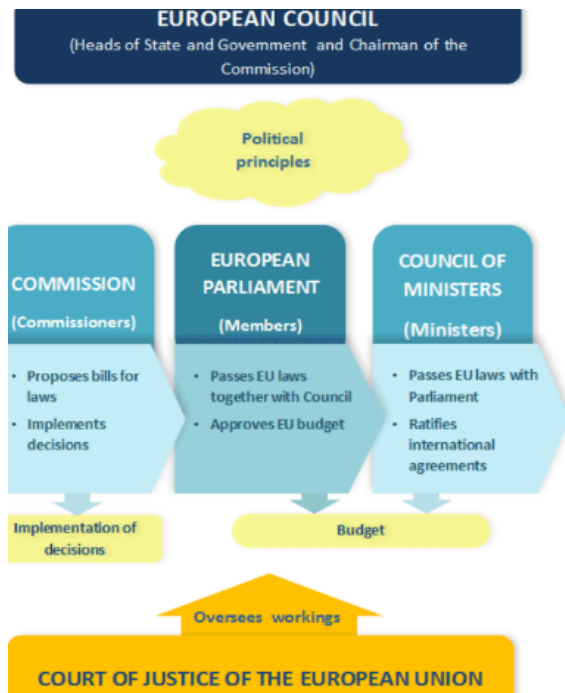 EUROPEAN COUNCIL
(Heads of State and Government and Chairman of the
Commission)
Political
principles
COMMISSION
(Commissioners)
EUROPEAN
PARLIAMENT
(Members)
COUNCIL OF
MINISTERS
(Ministers)
• Proposes bills for
laws
• Implements
decisions
• Passes EU laws
together with Council
• Approves EU budget
• Passes EU laws with
Parliament
• Ratifies
international
agreements
Implementation of
decisions
Budget
Oversees workings
COURT OF JUSTICE OF THE EUROPEAN UNION